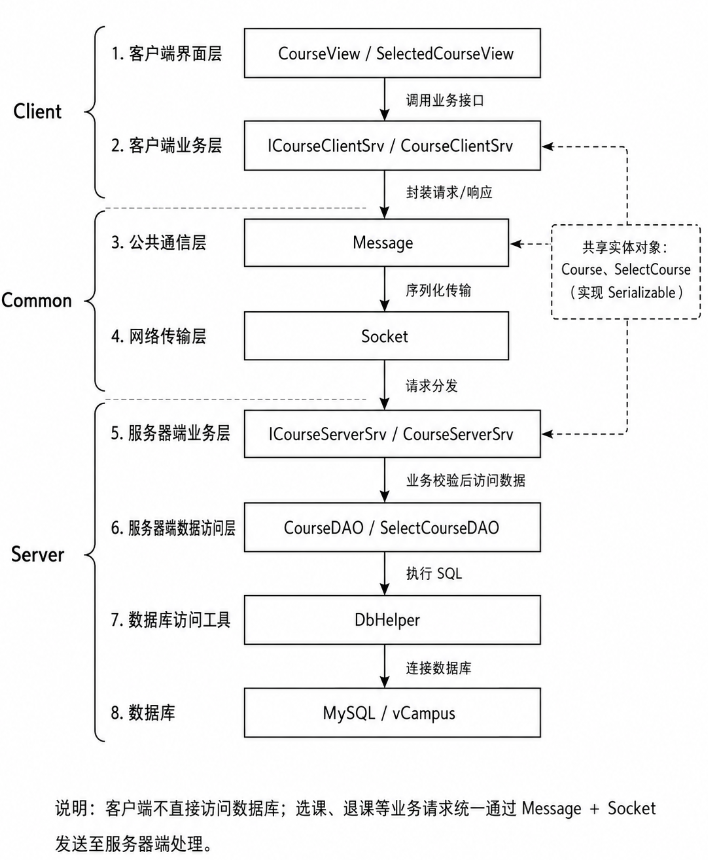 1. 客户端界面层
CourseView / SelectedCourseView
调用业务接口
Client
2. 客户端业务层
ICourseClientSrv / CourseClientSrv
封装请求/响应
3. 公共通信层
Message
共享实体对象：
Course、SelectCourse
（实现 Serializable）
序列化传输
Common
4. 网络传输层
Socket
请求分发
5. 服务器端业务层
ICourseServerSrv / CourseServerSrv
业务校验后访问数据
6. 服务器端数据访问层
CourseDAO / SelectCourseDAO
Server
执行 SQL
7. 数据库访问工具
DbHelper
连接数据库
8. 数据库
MySQL / vCampus
说明：客户端不直接访问数据库；选课、退课等业务请求统一通过 Message + Socket
发送至服务器端处理。